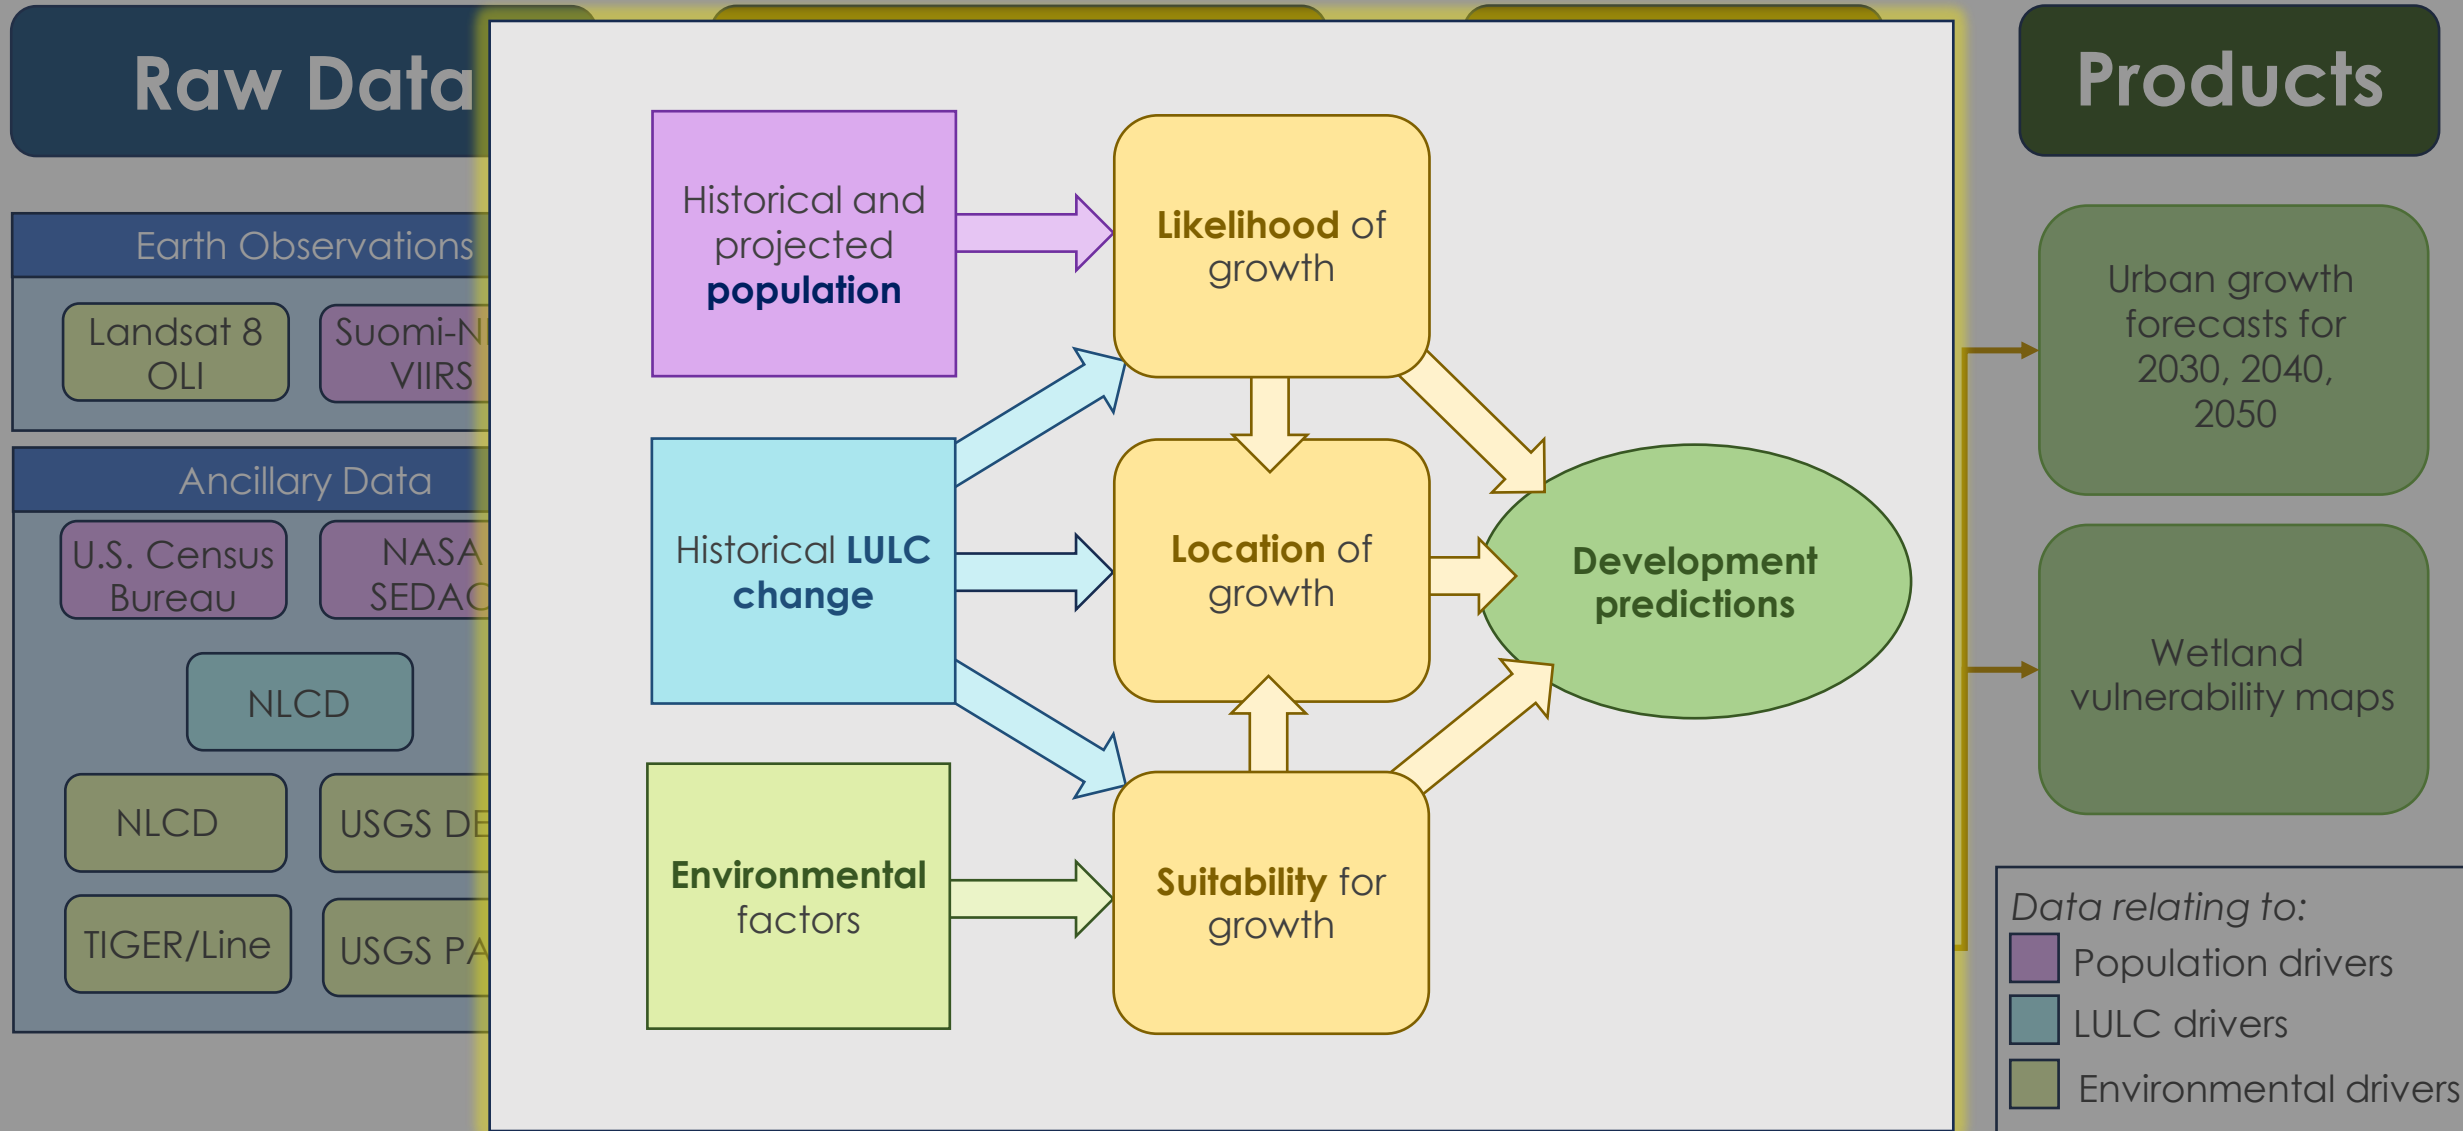 Raw Data
Products
Earth Observations
Landsat 8
OLI
VIIRS
Ancillary Data
U.S. Census
Bureau
NASA
NLCD
NLCD
USGS
TIGER/Line
USGS
Historical and
projected
population
Historical LULC
change
Environmental
factors
Likelihood of
growth
Location of
growth
Suitability for
growth
Development
predictions
Urban growth
forecasts for
2030, 2040,
2050
Wetland
vulnerability maps
Data relating to:
Population drivers
LULC drivers
Environmental drivers